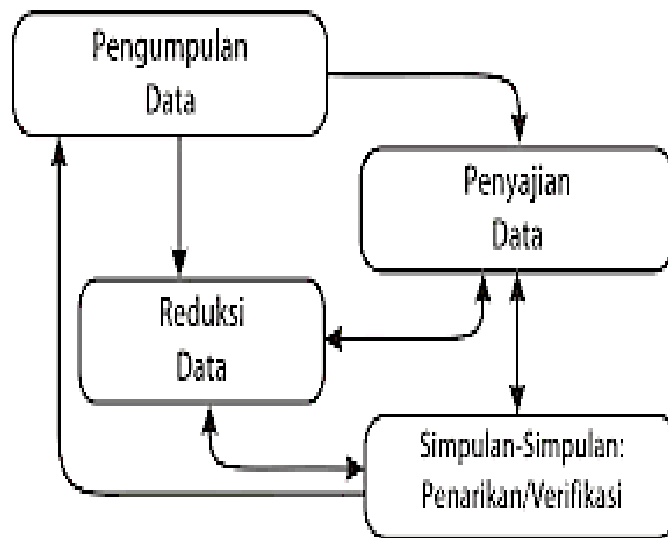 Pengumpulan
Data
Penyajian
Data
Reduksi
Data
Simpulan-Simpulan:
Penarikan/Verifikasi